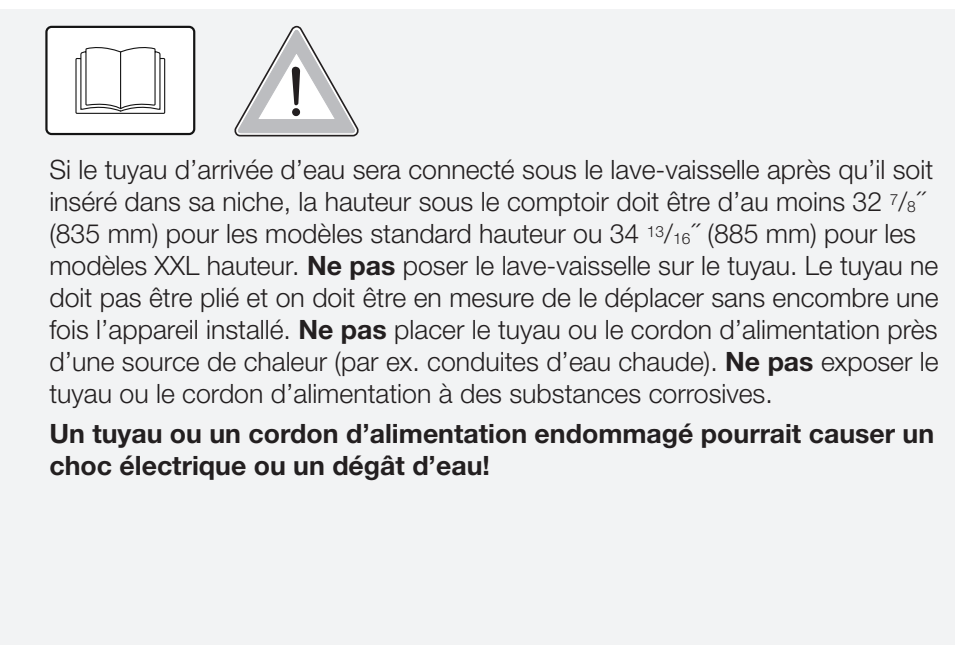 Si le tuyau d’arrivée d’eau sera connecté sous le lave-vaisselle après qu’il soit
inséré dans sa niche, la hauteur sous le comptoir doit être d’au moins 32 7/8˝
(835 mm) pour les modèles standard hauteur ou 34 13/16˝ (885 mm) pour les
modèles XXL hauteur. Ne pas poser le lave-vaisselle sur le tuyau. Le tuyau ne
doit pas être plié et on doit être en mesure de le déplacer sans encombre une
fois l’appareil installé. Ne pas placer le tuyau ou le cordon d’alimentation près
d’une source de chaleur (par ex. conduites d’eau chaude). Ne pas exposer le
tuyau ou le cordon d’alimentation à des substances corrosives.
Un tuyau ou un cordon d’alimentation endommagé pourrait causer un
choc électrique ou un dégât d’eau!